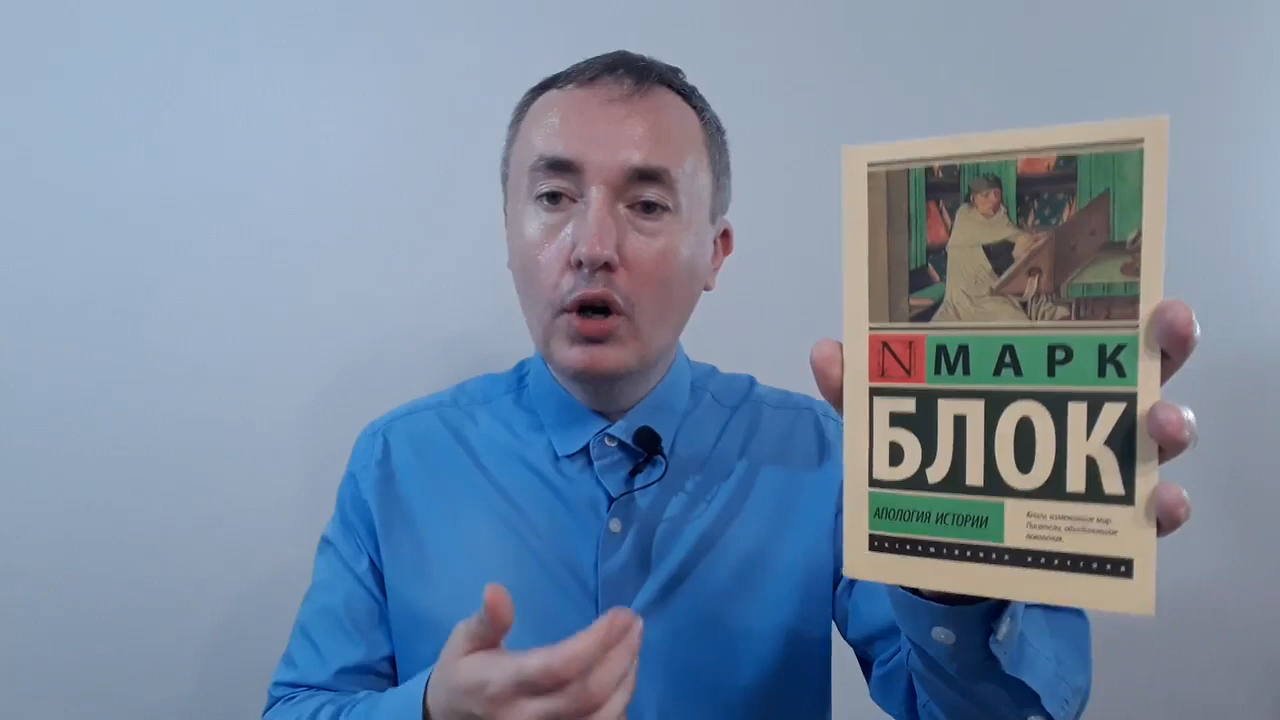 N МАРК
БЛОК
АПОЛОГИЯ ИСТОРИИ
Книги, изменившие мир.
Писатели, объединившие
поколения.
ЭКСКЛЮЗИВНАЯ КЛАССИКА